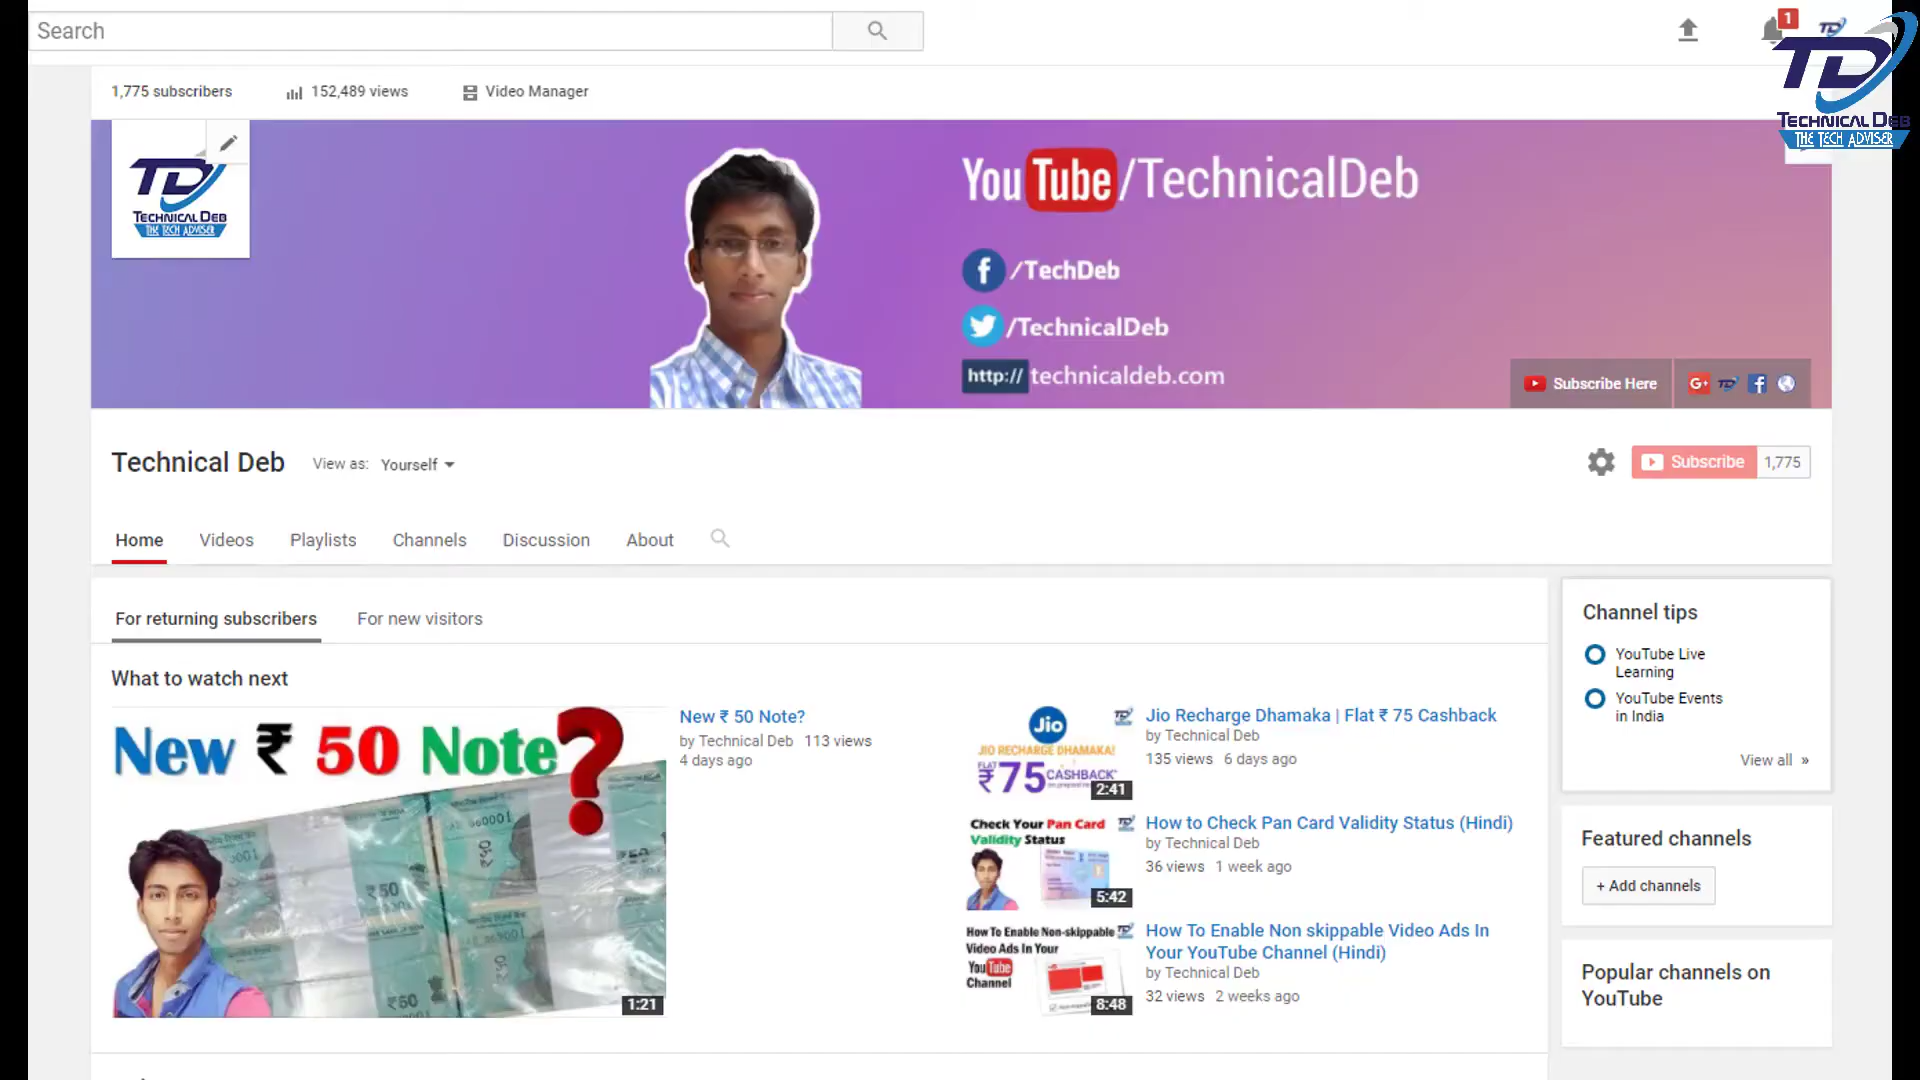 Search
1
TD
TECHNICAL DEB
THE TECH ADVISER
1,775 subscribers
152,489 views
Video Manager
TD
TECHNICAL DEB
THE TECH ADVISER
YouTube/TechnicalDeb
f /TechDeb
/TechnicalDeb
http:// technicaldeb.com
Subscribe Here
G+ TD f
Technical Deb
View as: Yourself
Subscribe 1,775
Home Videos Playlists Channels Discussion About
For returning subscribers For new visitors
What to watch next
New ₹ 50 Note?
₹50
₹50
1:21
New ₹ 50 Note?
by Technical Deb 113 views
4 days ago
Jio
JIO RECHARGE DHAMAKA!
FLAT
₹75 CASHBACK*
2:41
Jio Recharge Dhamaka | Flat ₹ 75 Cashback
by Technical Deb
135 views 6 days ago
Check Your Pan Card
Validity Status
5:42
How to Check Pan Card Validity Status (Hindi)
by Technical Deb
36 views 1 week ago
How To Enable Non-skippable
Video Ads In Your
YouTube
Channel
8:48
How To Enable Non skippable Video Ads In
Your YouTube Channel (Hindi)
by Technical Deb
32 views 2 weeks ago
Channel tips
YouTube Live
Learning
YouTube Events
in India
View all »
Featured channels
+ Add channels
Popular channels on
YouTube